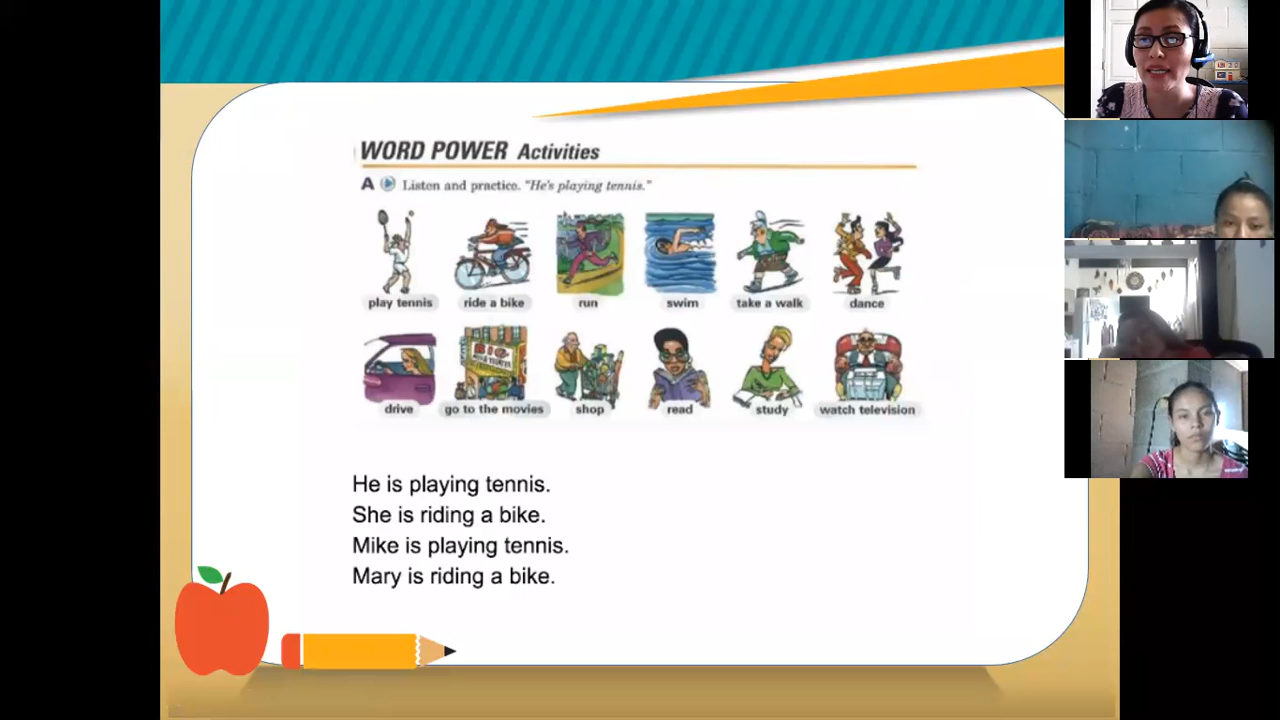 WORD POWER Activities
A Listen and practice. "He's playing tennis."
play tennis ride a bike run swim take a walk dance
BIG
drive go to the movies shop read study watch television
He is playing tennis.
She is riding a bike.
Mike is playing tennis.
Mary is riding a bike.